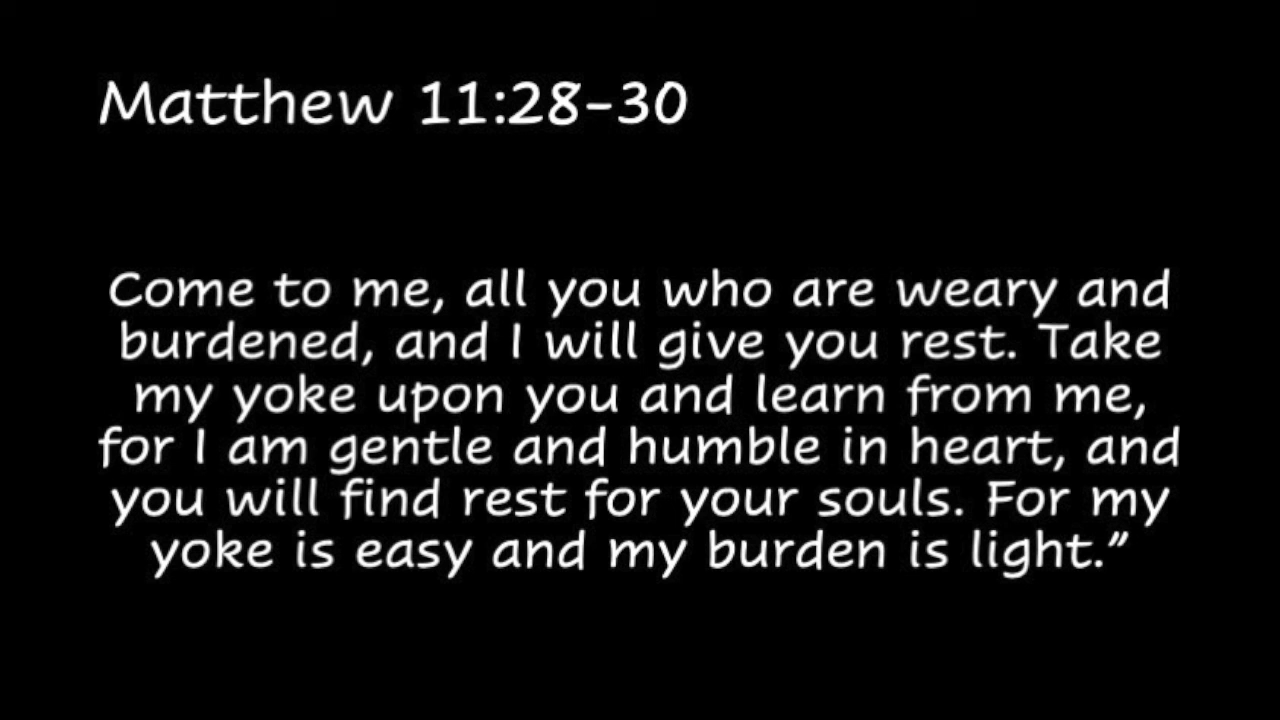 Matthew 11:28-30
Come to me, all you who are weary and
burdened, and I will give you rest. Take
my yoke upon you and learn from me,
for I am gentle and humble in heart, and
you will find rest for your souls. For my
yoke is easy and my burden is light.”